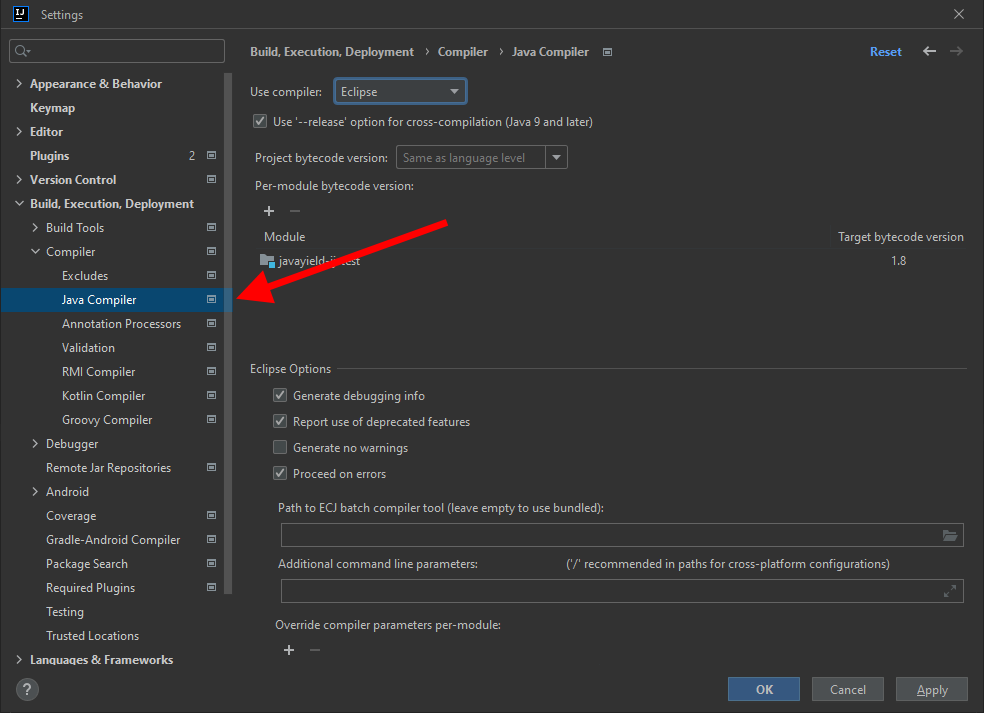 IJ Settings
Build, Execution, Deployment › Compiler › Java Compiler Reset
Appearance & Behavior
Keymap
Editor
Plugins 2
Version Control
Build, Execution, Deployment
Build Tools
Compiler
Excludes
Java Compiler
Annotation Processors
Validation
RMI Compiler
Kotlin Compiler
Groovy Compiler
Debugger
Remote Jar Repositories
Android
Coverage
Gradle-Android Compiler
Package Search
Required Plugins
Testing
Trusted Locations
Languages & Frameworks
Use compiler: Eclipse
Use '--release' option for cross-compilation (Java 9 and later)
Project bytecode version: Same as language level
Per-module bytecode version:
Module Target bytecode version
1.8
Eclipse Options
Generate debugging info
Report use of deprecated features
Generate no warnings
Proceed on errors
Path to ECJ batch compiler tool (leave empty to use bundled):
Additional command line parameters: ('/' recommended in paths for cross-platform configurations)
Override compiler parameters per-module:
? OK Cancel Apply